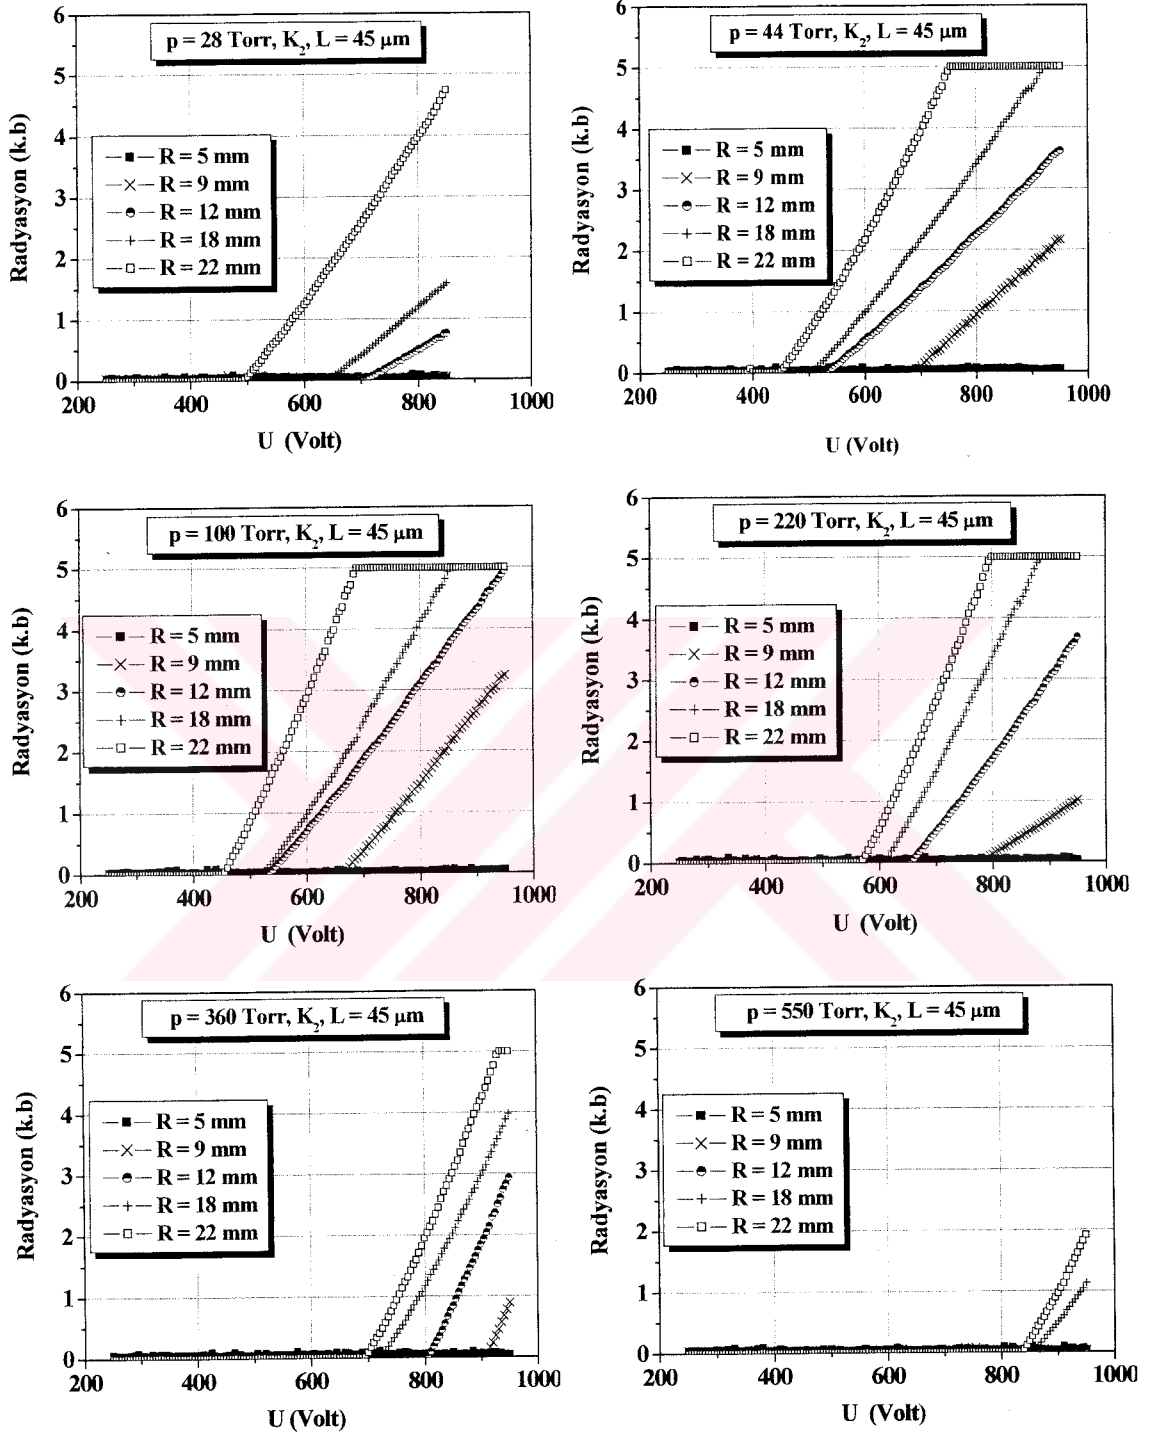 p = 28 Torr, K2, L = 45 µm
Radyasyon (k.b)
6
5
4
3
2
1
0
R = 5 mm
R = 9 mm
R = 12 mm
R = 18 mm
R = 22 mm
200 400 600 800 1000
U (Volt)
p = 44 Torr, K2, L = 45 µm
Radyasyon (k.b)
6
5
4
3
2
1
0
R = 5 mm
R = 9 mm
R = 12 mm
R = 18 mm
R = 22 mm
200 400 600 800 1000
U (Volt)
p = 100 Torr, K2, L = 45 µm
Radyasyon (k.b)
6
5
4
3
2
1
0
R = 5 mm
R = 9 mm
R = 12 mm
R = 18 mm
R = 22 mm
200 400 600 800 1000
U (Volt)
p = 220 Torr, K2, L = 45 µm
Radyasyon (k.b)
6
5
4
3
2
1
0
R = 5 mm
R = 9 mm
R = 12 mm
R = 18 mm
R = 22 mm
200 400 600 800 1000
U (Volt)
p = 360 Torr, K2, L = 45 µm
Radyasyon (k.b)
6
5
4
3
2
1
0
R = 5 mm
R = 9 mm
R = 12 mm
R = 18 mm
R = 22 mm
200 400 600 800 1000
U (Volt)
p = 550 Torr, K2, L = 45 µm
Radyasyon (k.b)
6
5
4
3
2
1
0
R = 5 mm
R = 9 mm
R = 12 mm
R = 18 mm
R = 22 mm
200 400 600 800 1000
U (Volt)